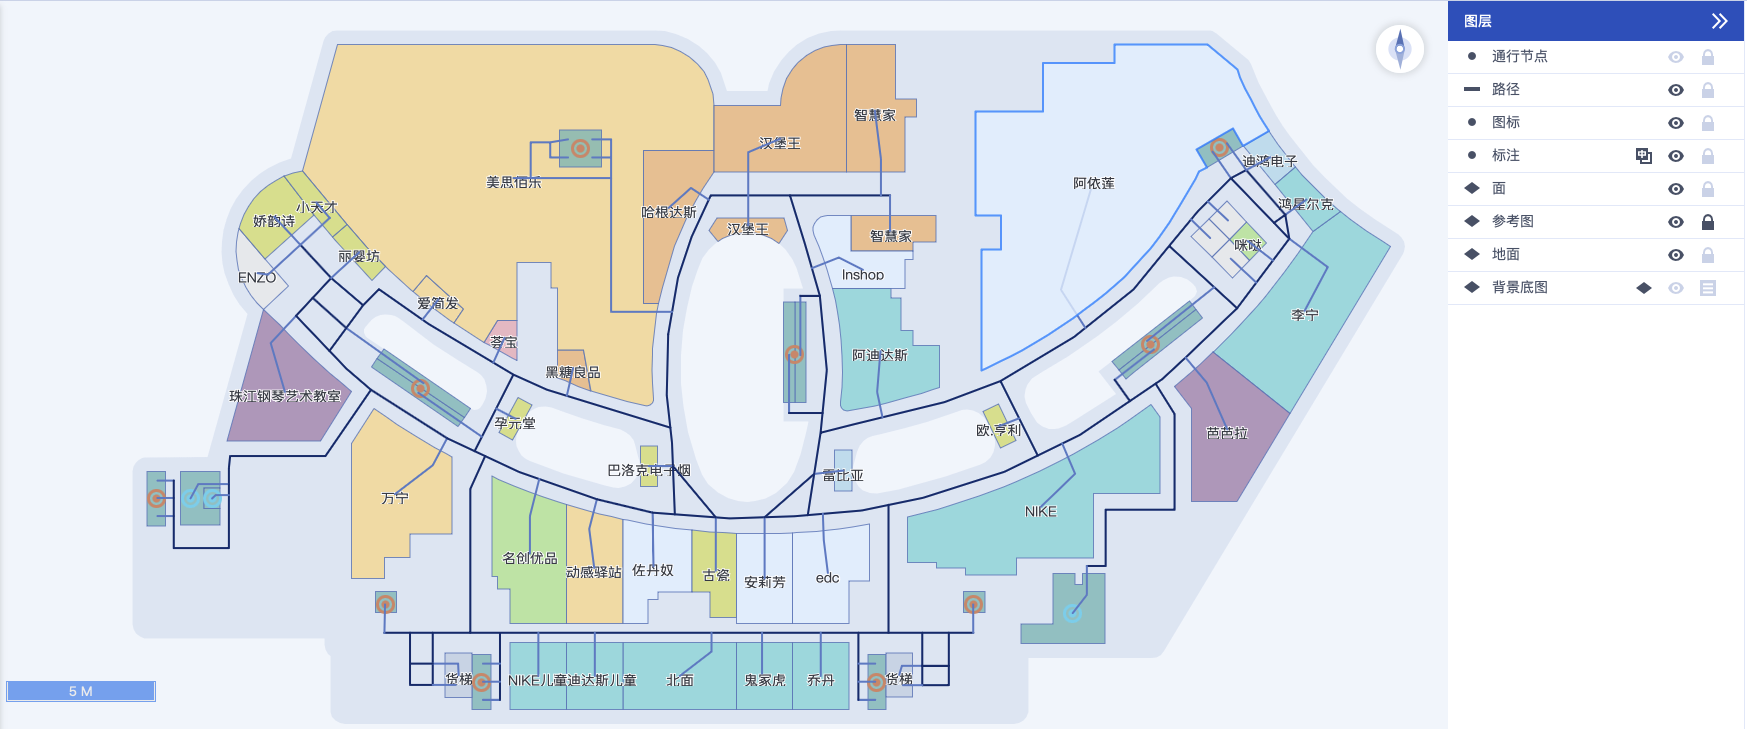 图层
通行节点
路径
图标
标注
面
参考图
地面
背景底图
智慧家
汉堡王
美思佰乐
阿依莲
迪鸿电子
小天才
娇韵诗
哈根达斯
鸿星尔克
汉堡王
智慧家
咪哒
丽婴坊
ENZO
Inshop
爱简发
李宁
荟宝
阿迪达斯
黑糖良品
珠江钢琴艺术教室
孕元堂
欧.亨利
芭芭拉
巴洛克电子烟
雷比亚
万宁
NIKE
名创优品
动感驿站
佐丹奴
古瓷
安莉芳
edc
货梯
NIKE儿童
迪达斯儿童
北面
鬼冢虎
乔丹
货梯
5 M